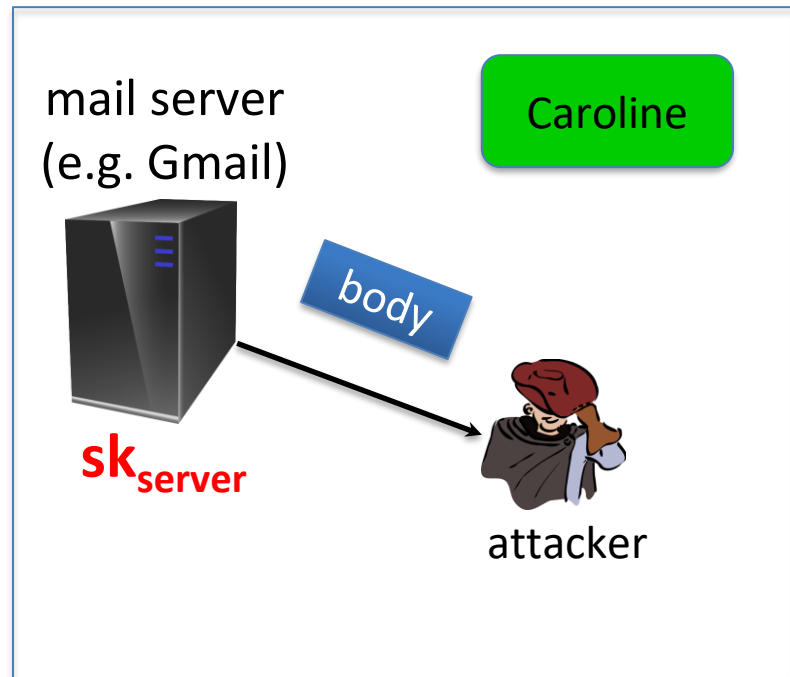 mail server
(e.g. Gmail)
Caroline
body
sk_server
attacker